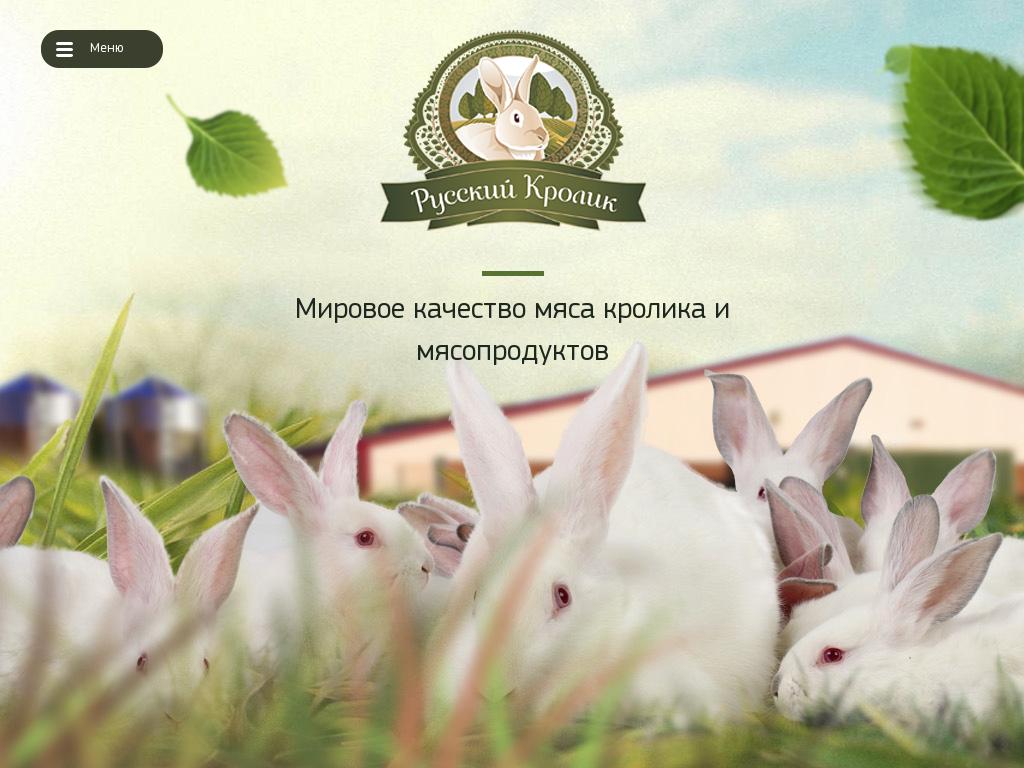 Меню
Русский Кролик
Мировое качество мяса кролика и
мясопродуктов